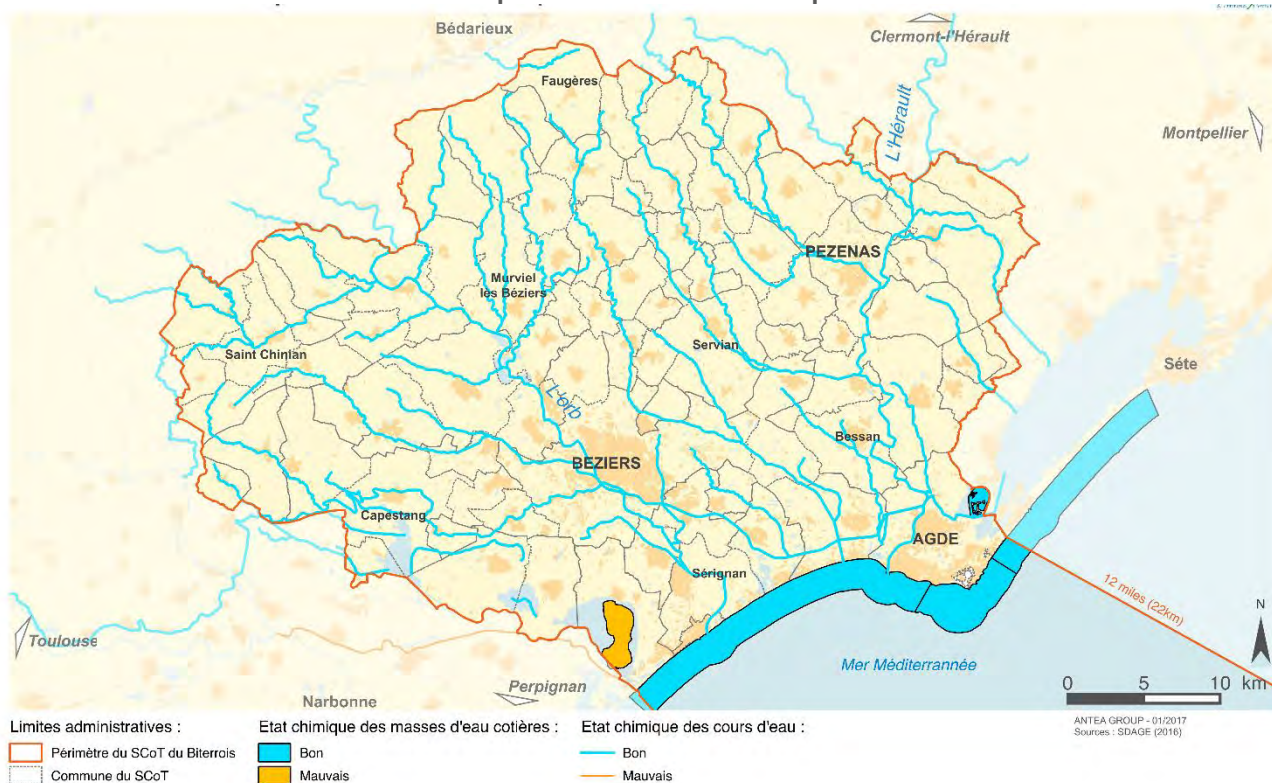 Bédarieux
Clermont-l'Hérault
Faugères
L'Hérault
Montpellier
PEZENAS
Murviel
lès Béziers
Servian
Saint Chinian
Séte
L'orb
Bessan
BEZIERS
Capestang
AGDE
Sérignan
12 miles (22km)
N
Toulouse
Mer Méditerrannée
Perpignan
Narbonne
0 5 10 km
ANTEA GROUP - 01/2017
Sources : SDAGE (2016)
Limites administratives :
Périmètre du SCoT du Biterrois
Commune du SCoT
Etat chimique des masses d'eau cotières :
Bon
Mauvais
Etat chimique des cours d'eau :
Bon
Mauvais